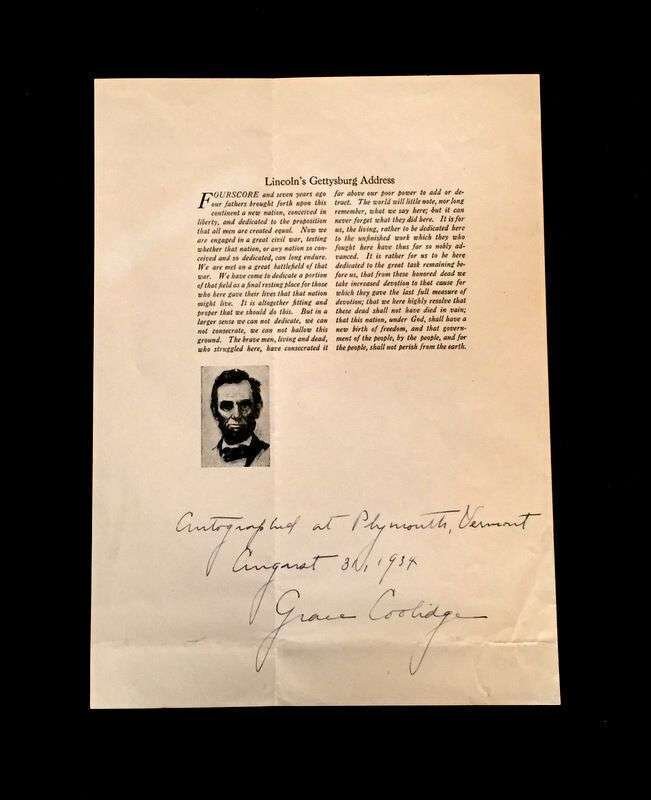 Lincoln's Gettysburg Address
FOURSCORE and seven years ago
our fathers brought forth upon this
continent a new nation, conceived in
liberty, and dedicated to the proposition
that all men are created equal. Now we
are engaged in a great civil war, testing
whether that nation, or any nation so con-
ceived and so dedicated, can long endure.
We are met on a great battlefield of that
war. We have come to dedicate a portion
of that field as a final resting place for those
who here gave their lives that that nation
might live. It is altogether fitting and
proper that we should do this. But in a
larger sense we can not dedicate, we can
not consecrate, we can not hallow this
ground. The brave men, living and dead,
who struggled here, have consecrated it
far above our poor power to add or de-
tract. The world will little note, nor long
remember, what we say here; but it can
never forget what they did here. It is for
us, the living, rather to be dedicated here
to the unfinished work which they who
fought here have thus far so nobly ad-
vanced. It is rather for us to be here
dedicated to the great task remaining be-
fore us, that from these honored dead we
take increased devotion to that cause for
which they gave the last full measure of
devotion; that we here highly resolve that
these dead shall not have died in vain;
that this nation, under God, shall have a
new birth of freedom, and that govern-
ment of the people, by the people, and for
the people, shall not perish from the earth.
Autographed at Plymouth, Vermont
August 31, 1934
Grace Coolidge